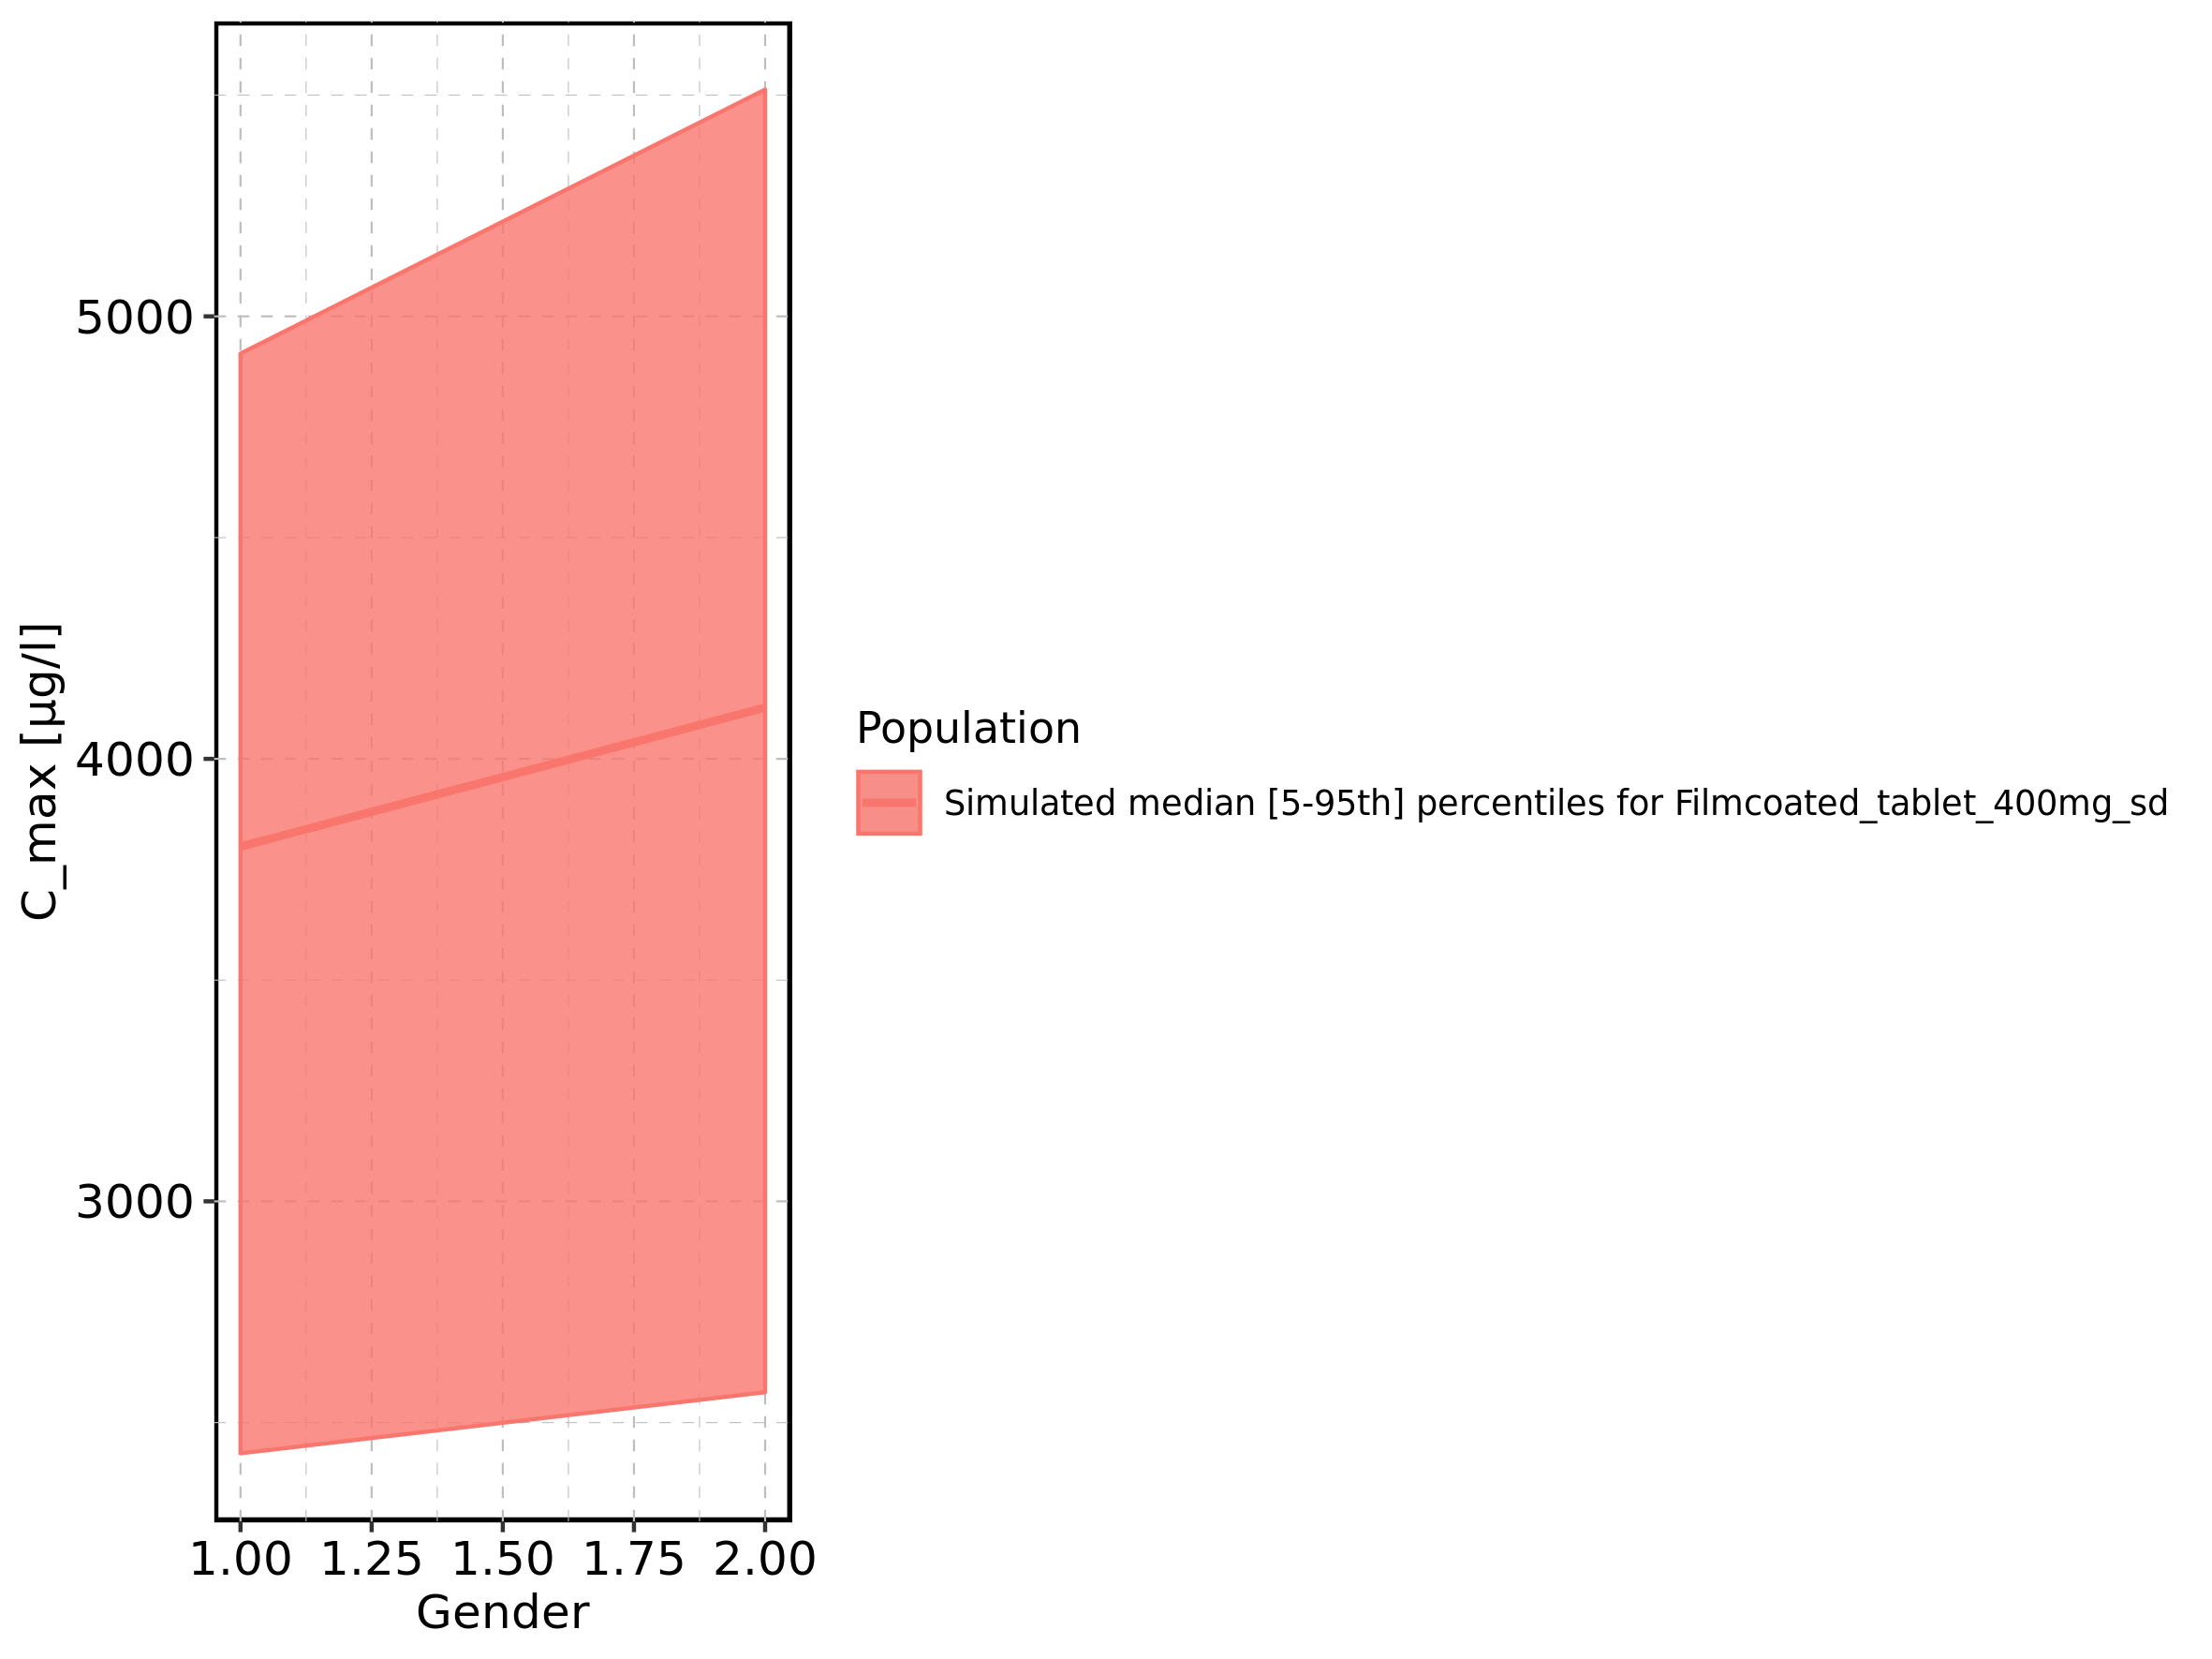 C_max [µg/l]
5000
4000
3000
1.00 1.25 1.50 1.75 2.00
Gender
Population
Simulated median [5-95th] percentiles for Filmcoated_tablet_400mg_sd